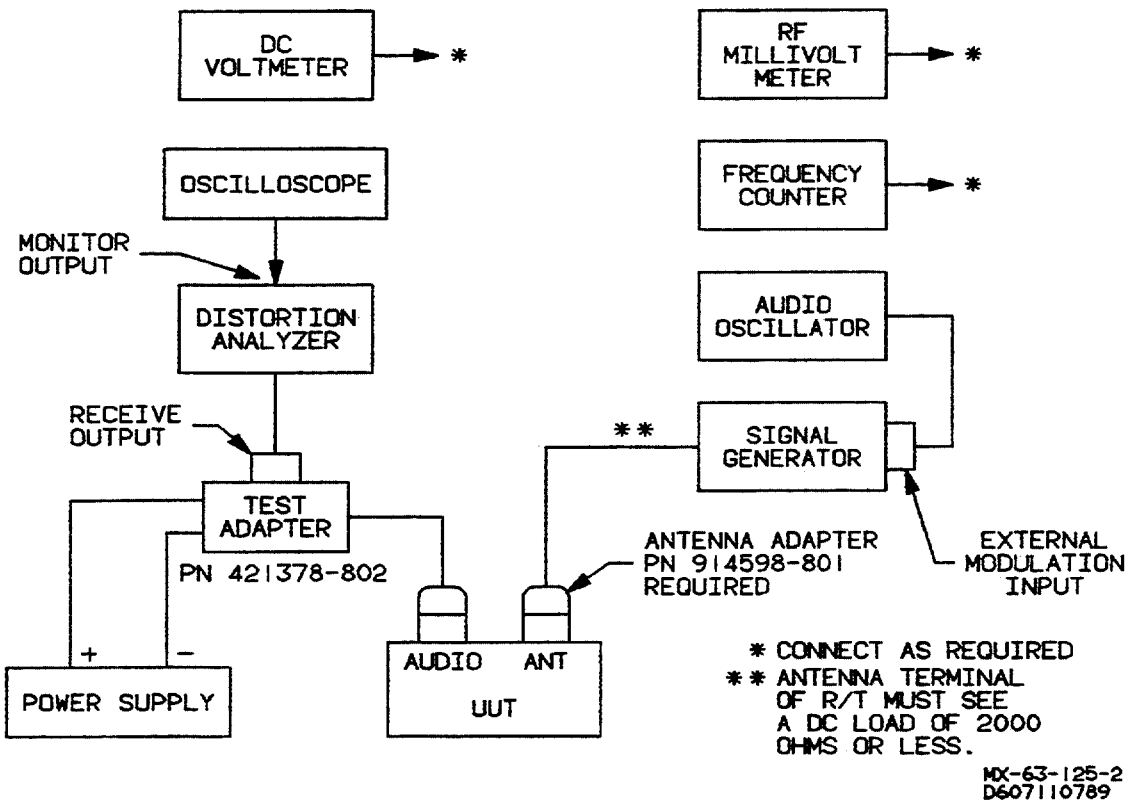 DC
VOLTMETER
*
RF
MILLIVOLT
METER
*
OSCILLOSCOPE
FREQUENCY
COUNTER
*
MONITOR
OUTPUT
DISTORTION
ANALYZER
AUDIO
OSCILLATOR
RECEIVE
OUTPUT
**
SIGNAL
GENERATOR
TEST
ADAPTER
PN 421378-802
ANTENNA ADAPTER
PN 914598-801
REQUIRED
EXTERNAL
MODULATION
INPUT
+
-
POWER SUPPLY
AUDIO
ANT
UUT
* CONNECT AS REQUIRED
** ANTENNA TERMINAL
OF R/T MUST SEE
A DC LOAD OF 2000
OHMS OR LESS.
MX-63-125-2
D607110789